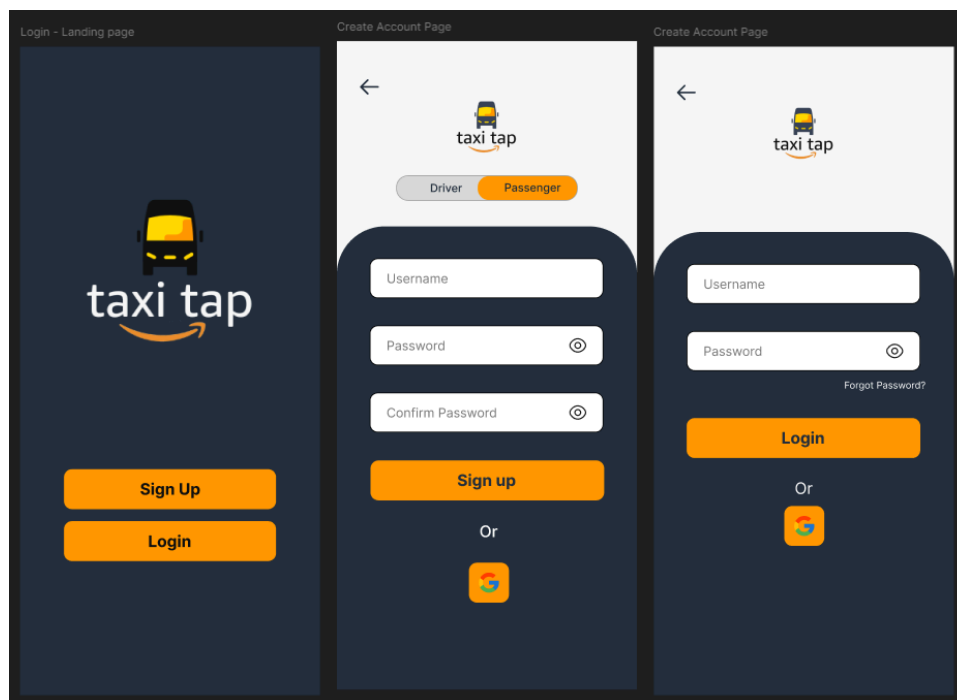 Login - Landing page
taxi tap
Sign Up
Login
Create Account Page
taxi tap
Driver Passenger
Username
Password
Confirm Password
Sign up
Or
Create Account Page
taxi tap
Username
Password
Forgot Password?
Login
Or